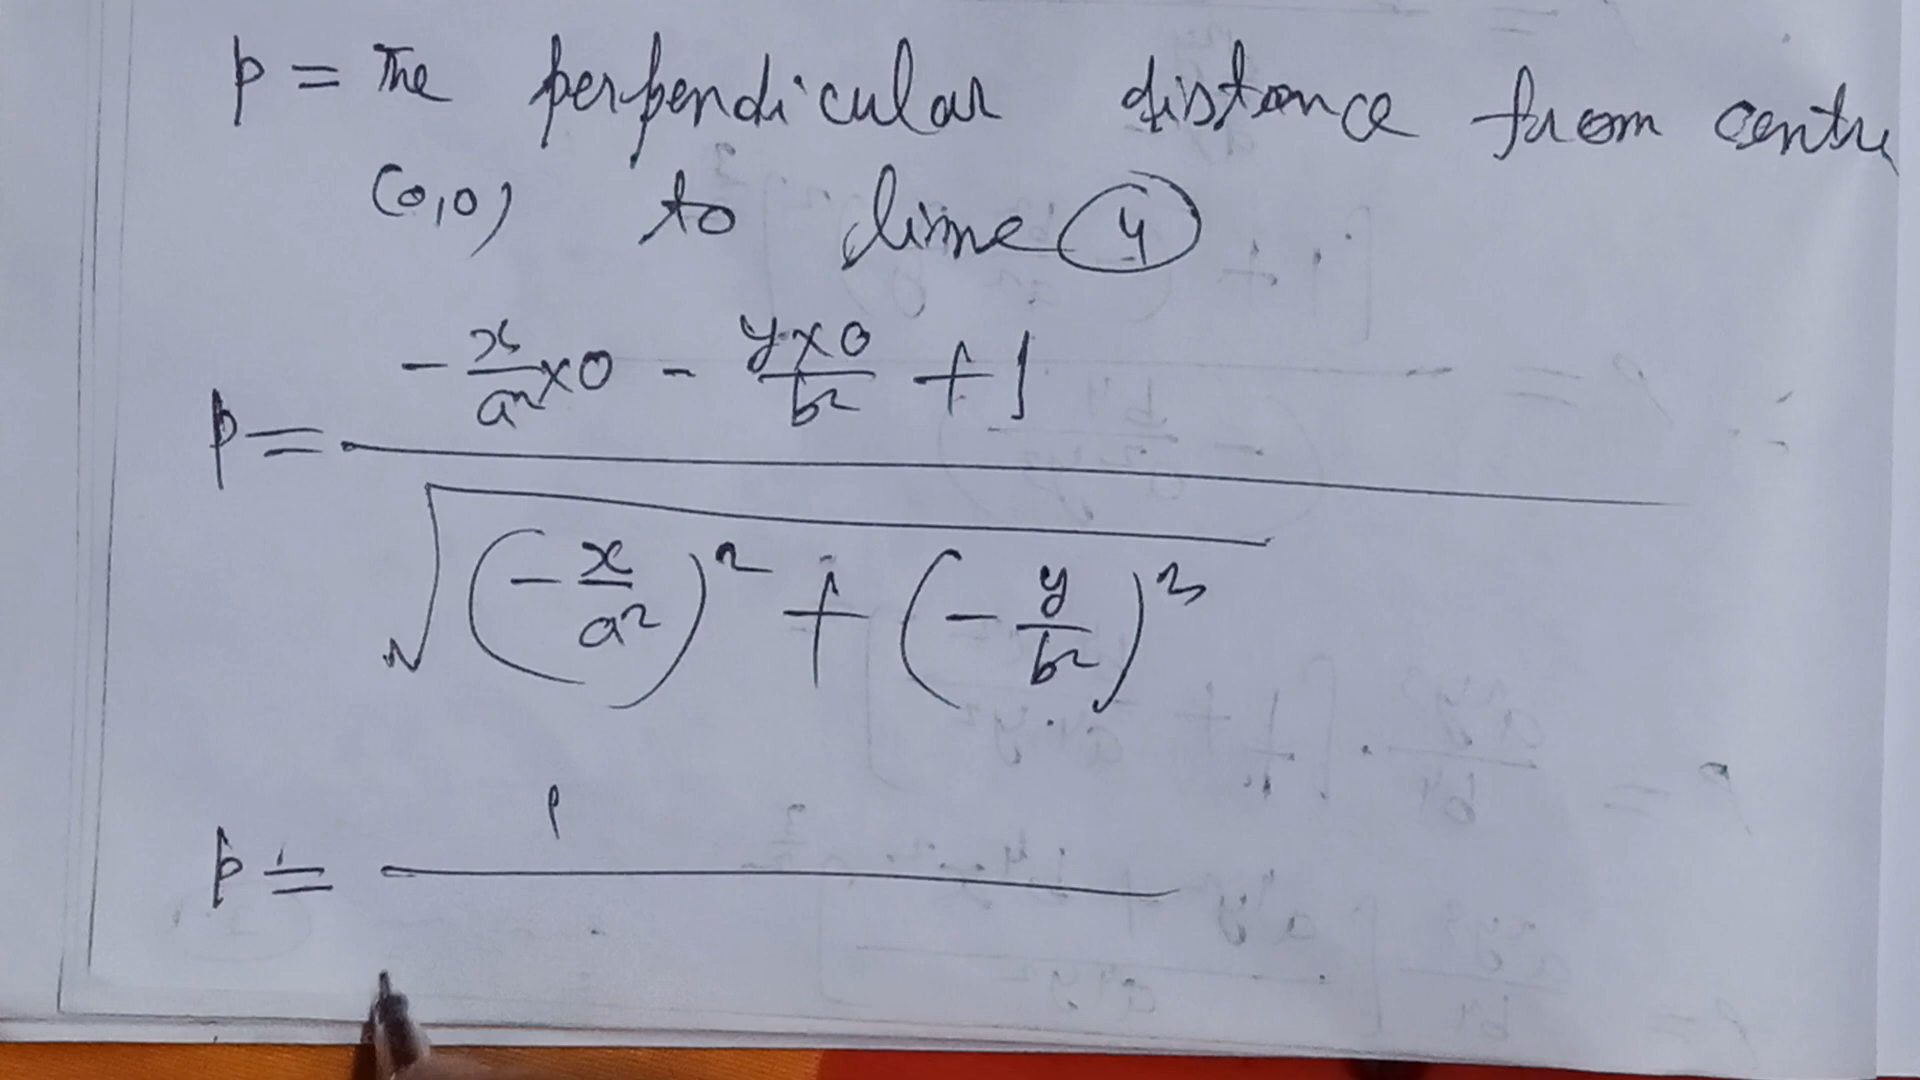 p = The perpendicular distance from centre
(0,0) to line (4)
p = (-x/a² × 0 - y×0/b² + 1) / √((-x/a²)² + (-y/b²)²)
p = 1 /